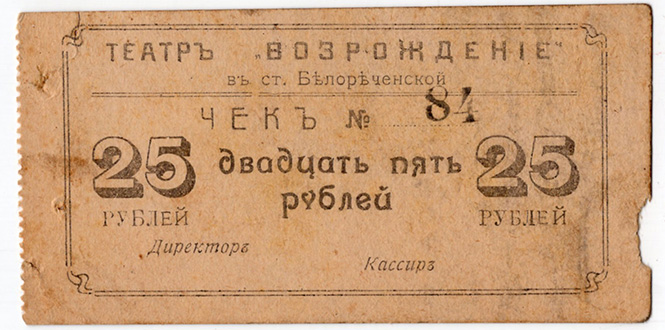 ТЕАТРЪ „ВОЗРОЖДЕНІЕ“
въ ст. Бѣлорѣченской
ЧЕКЪ № 84
25 РУБЛЕЙ
двадцать пять
рублей
25 РУБЛЕЙ
Директоръ
Кассиръ